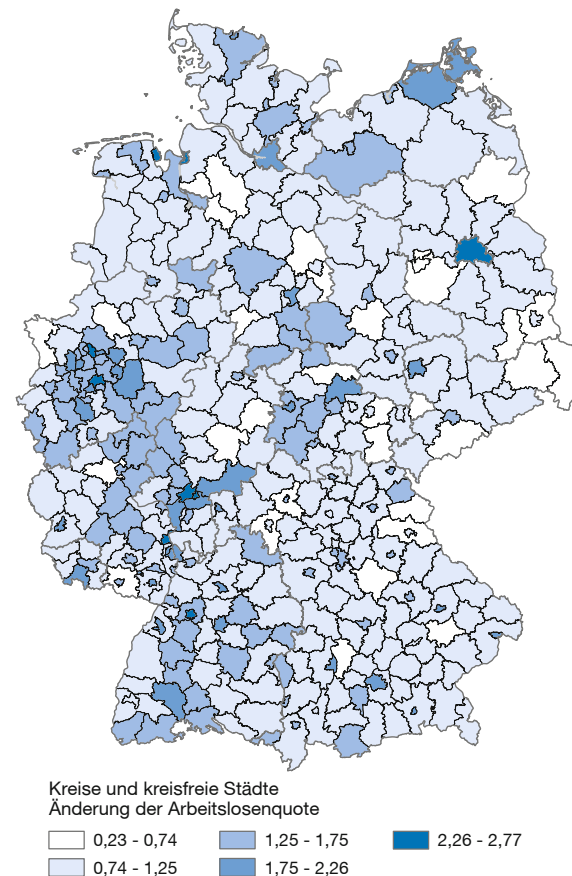 Kreise und kreisfreie Städte
Änderung der Arbeitslosenquote
0,23 - 0,74
1,25 - 1,75
2,26 - 2,77
0,74 - 1,25
1,75 - 2,26